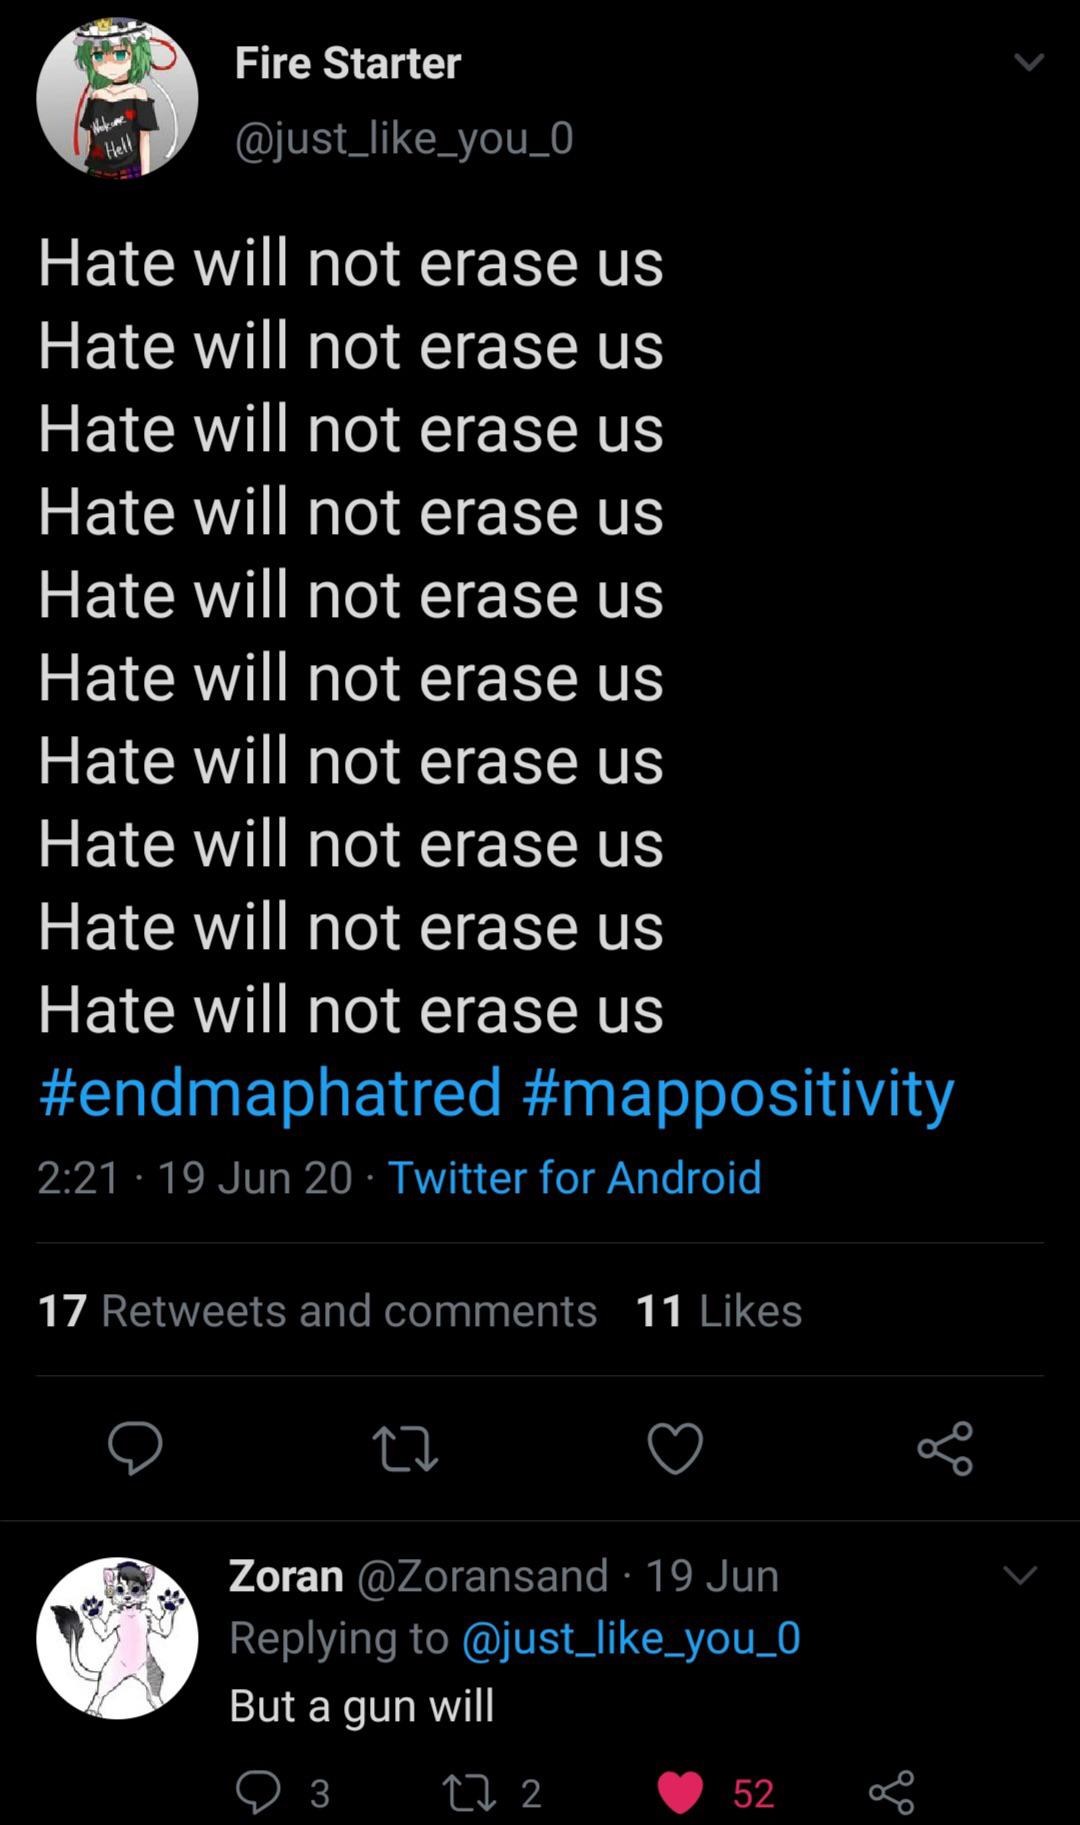 Welcome
Hell
Fire Starter
@just_like_you_0
Hate will not erase us
Hate will not erase us
Hate will not erase us
Hate will not erase us
Hate will not erase us
Hate will not erase us
Hate will not erase us
Hate will not erase us
Hate will not erase us
Hate will not erase us
#endmaphatred #mappositivity
2:21 · 19 Jun 20 · Twitter for Android
17 Retweets and comments 11 Likes
Zoran @Zoransand · 19 Jun
Replying to @just_like_you_0
But a gun will
3 2 52